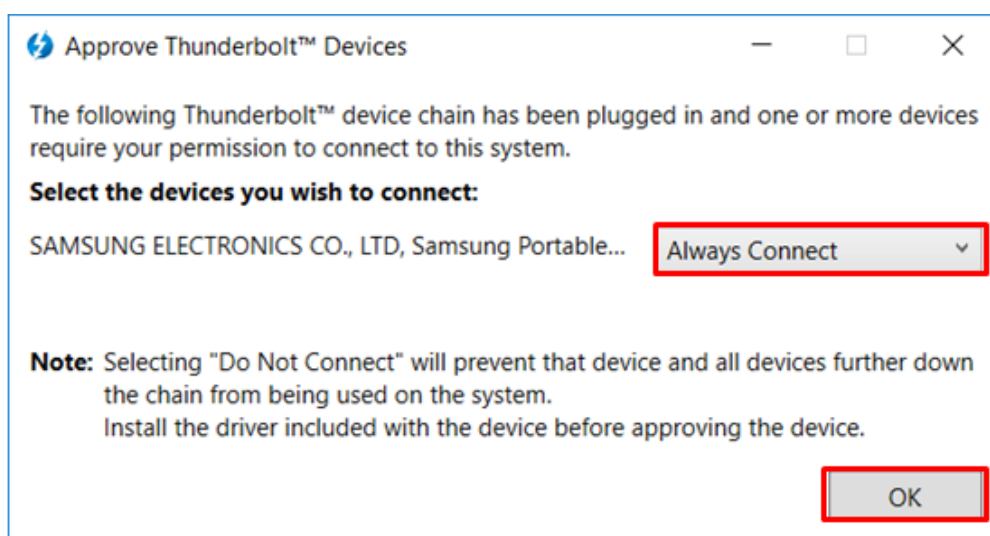 Approve Thunderbolt™ Devices
The following Thunderbolt™ device chain has been plugged in and one or more devices
require your permission to connect to this system.
Select the devices you wish to connect:
SAMSUNG ELECTRONICS CO., LTD, Samsung Portable... Always Connect
Note: Selecting "Do Not Connect" will prevent that device and all devices further down
the chain from being used on the system.
Install the driver included with the device before approving the device.
OK